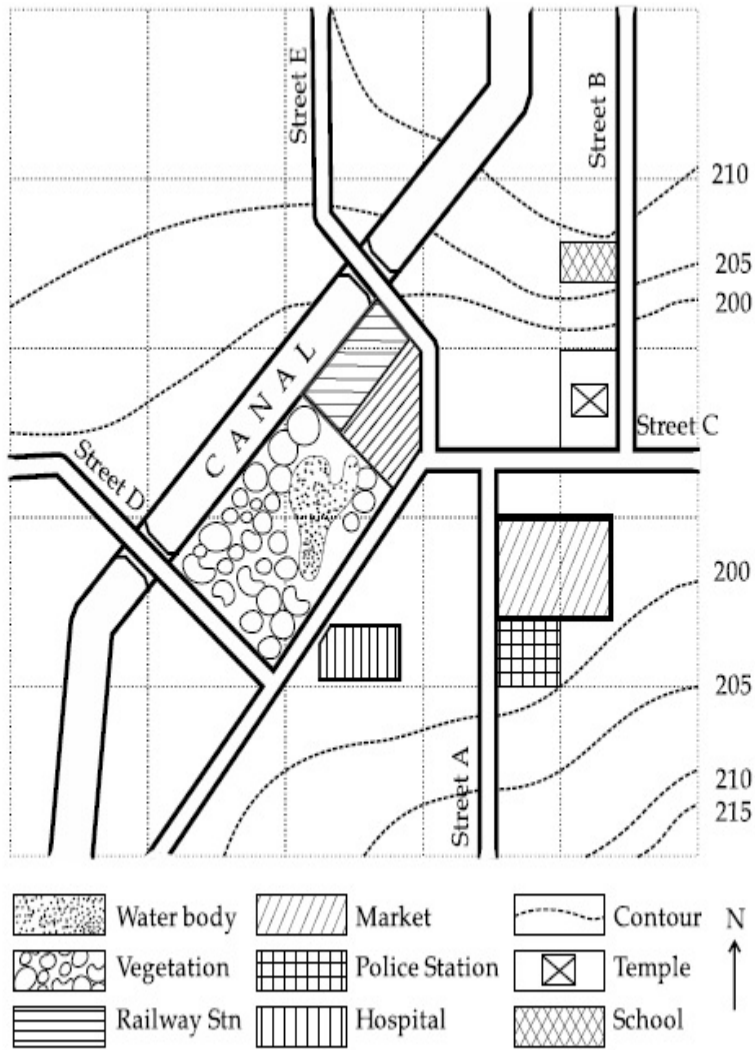 Street E
Street B
210
205
200
CANAL
Street C
Street D
200
205
Street A
210
215
Water body
Market
Contour
N
Vegetation
Police Station
Temple
Railway Stn
Hospital
School